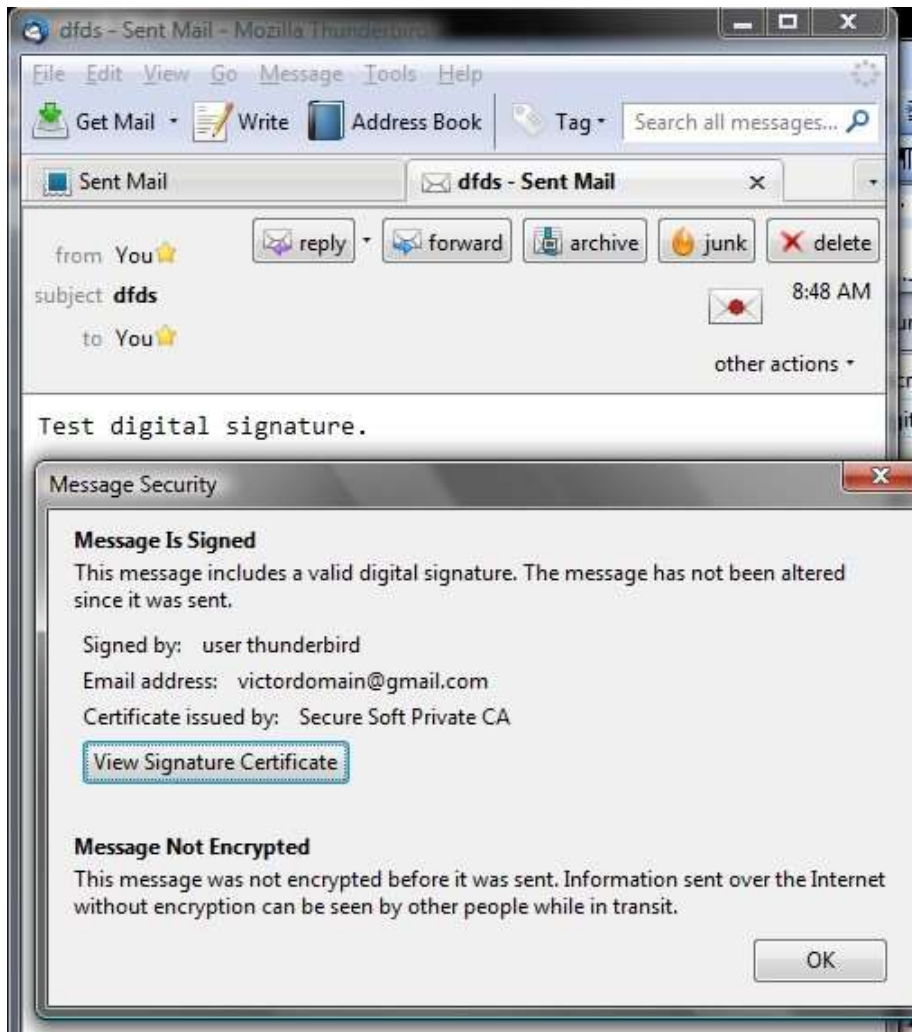 dfds - Sent Mail - Mozilla Thunderbird
File Edit View Go Message Tools Help
Get Mail Write Address Book Tag Search all messages...
Sent Mail dfds - Sent Mail
reply forward archive junk delete
from You
subject dfds 8:48 AM
to You
other actions
Test digital signature.
Message Security
Message Is Signed
This message includes a valid digital signature. The message has not been altered
since it was sent.
Signed by: user thunderbird
Email address: victordomain@gmail.com
Certificate issued by: Secure Soft Private CA
View Signature Certificate
Message Not Encrypted
This message was not encrypted before it was sent. Information sent over the Internet
without encryption can be seen by other people while in transit.
OK